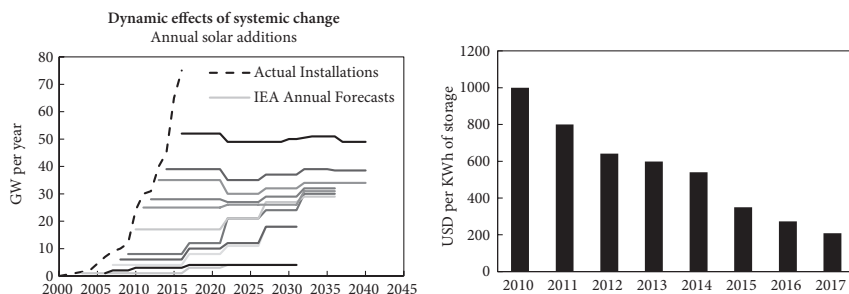 Dynamic effects of systemic change
Annual solar additions
GW per year
80
70
60
50
40
30
20
10
0
Actual Installations
IEA Annual Forecasts
2000 2005 2010 2015 2020 2025 2030 2035 2040 2045
USD per KWh of storage
1200
1000
800
600
400
200
0
2010 2011 2012 2013 2014 2015 2016 2017